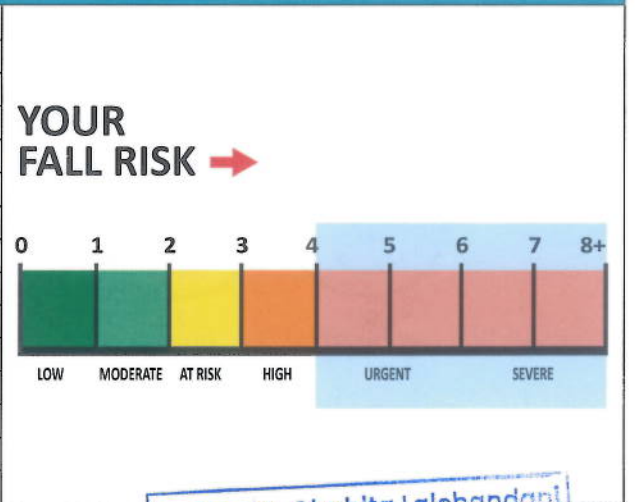 YOUR
FALL RISK
0 1 2 3 4 5 6 7 8+
LOW MODERATE AT RISK HIGH URGENT SEVERE